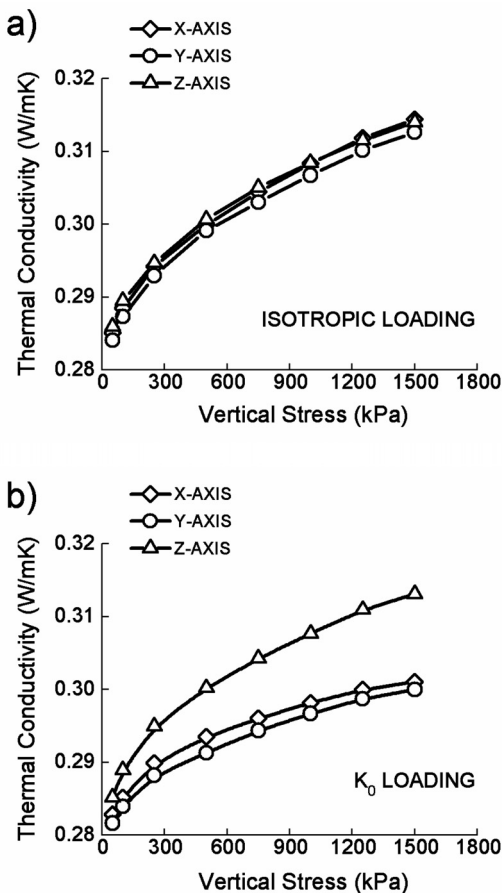 a)
X-AXIS
Y-AXIS
Z-AXIS
Thermal Conductivity (W/mK)
0.32
0.31
0.30
0.29
0.28
ISOTROPIC LOADING
0 300 600 900 1200 1500 1800
Vertical Stress (kPa)
b)
X-AXIS
Y-AXIS
Z-AXIS
Thermal Conductivity (W/mK)
0.32
0.31
0.30
0.29
0.28
K₀ LOADING
0 300 600 900 1200 1500 1800
Vertical Stress (kPa)